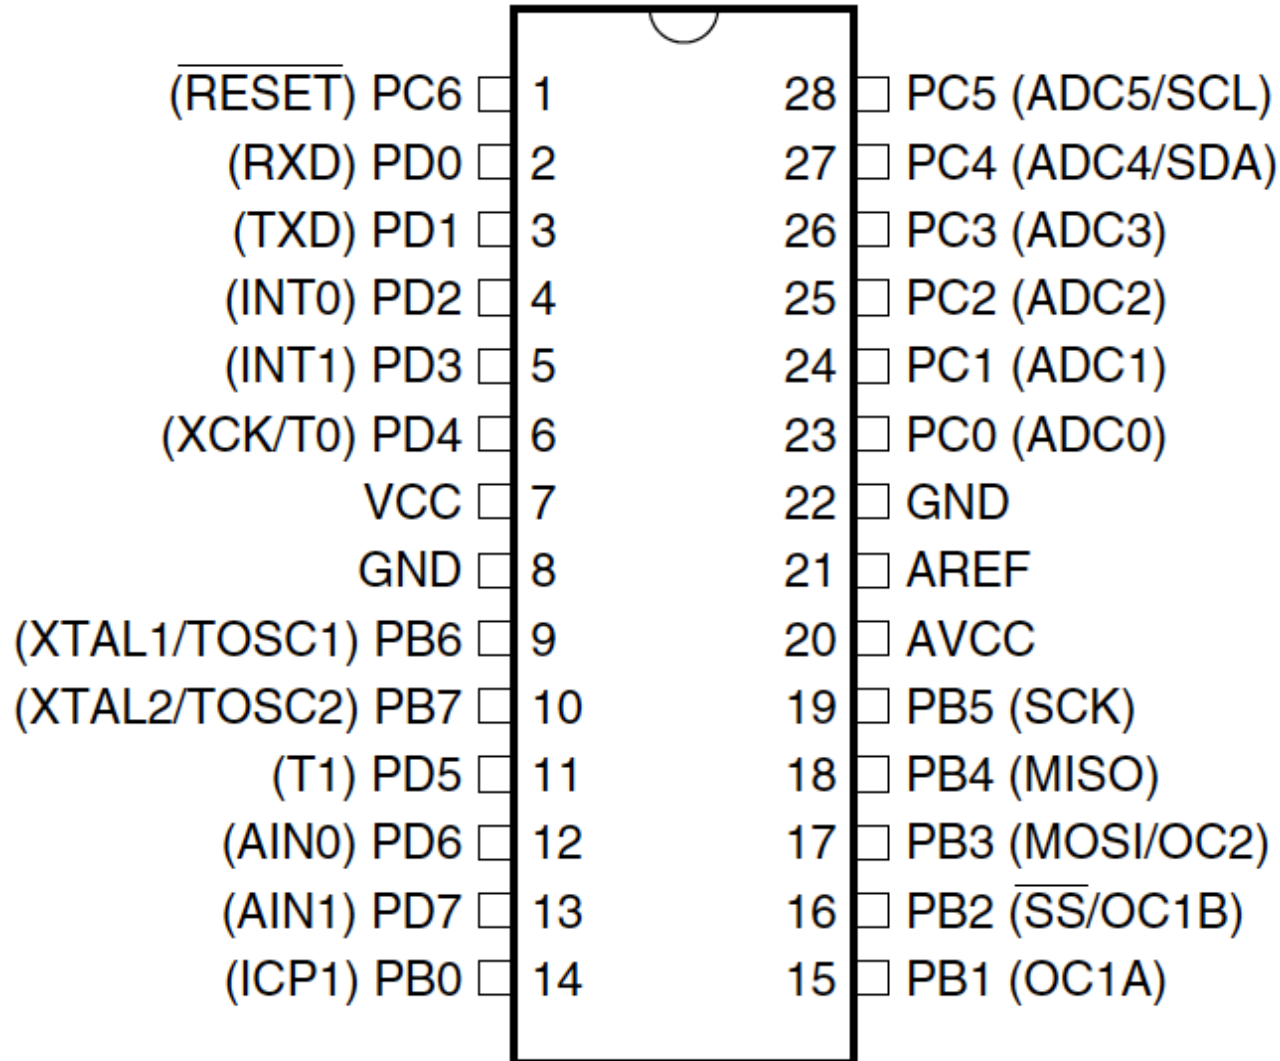 (RESET) PC6 1 28 PC5 (ADC5/SCL)
(RXD) PD0 2 27 PC4 (ADC4/SDA)
(TXD) PD1 3 26 PC3 (ADC3)
(INT0) PD2 4 25 PC2 (ADC2)
(INT1) PD3 5 24 PC1 (ADC1)
(XCK/T0) PD4 6 23 PC0 (ADC0)
VCC 7 22 GND
GND 8 21 AREF
(XTAL1/TOSC1) PB6 9 20 AVCC
(XTAL2/TOSC2) PB7 10 19 PB5 (SCK)
(T1) PD5 11 18 PB4 (MISO)
(AIN0) PD6 12 17 PB3 (MOSI/OC2)
(AIN1) PD7 13 16 PB2 (SS/OC1B)
(ICP1) PB0 14 15 PB1 (OC1A)